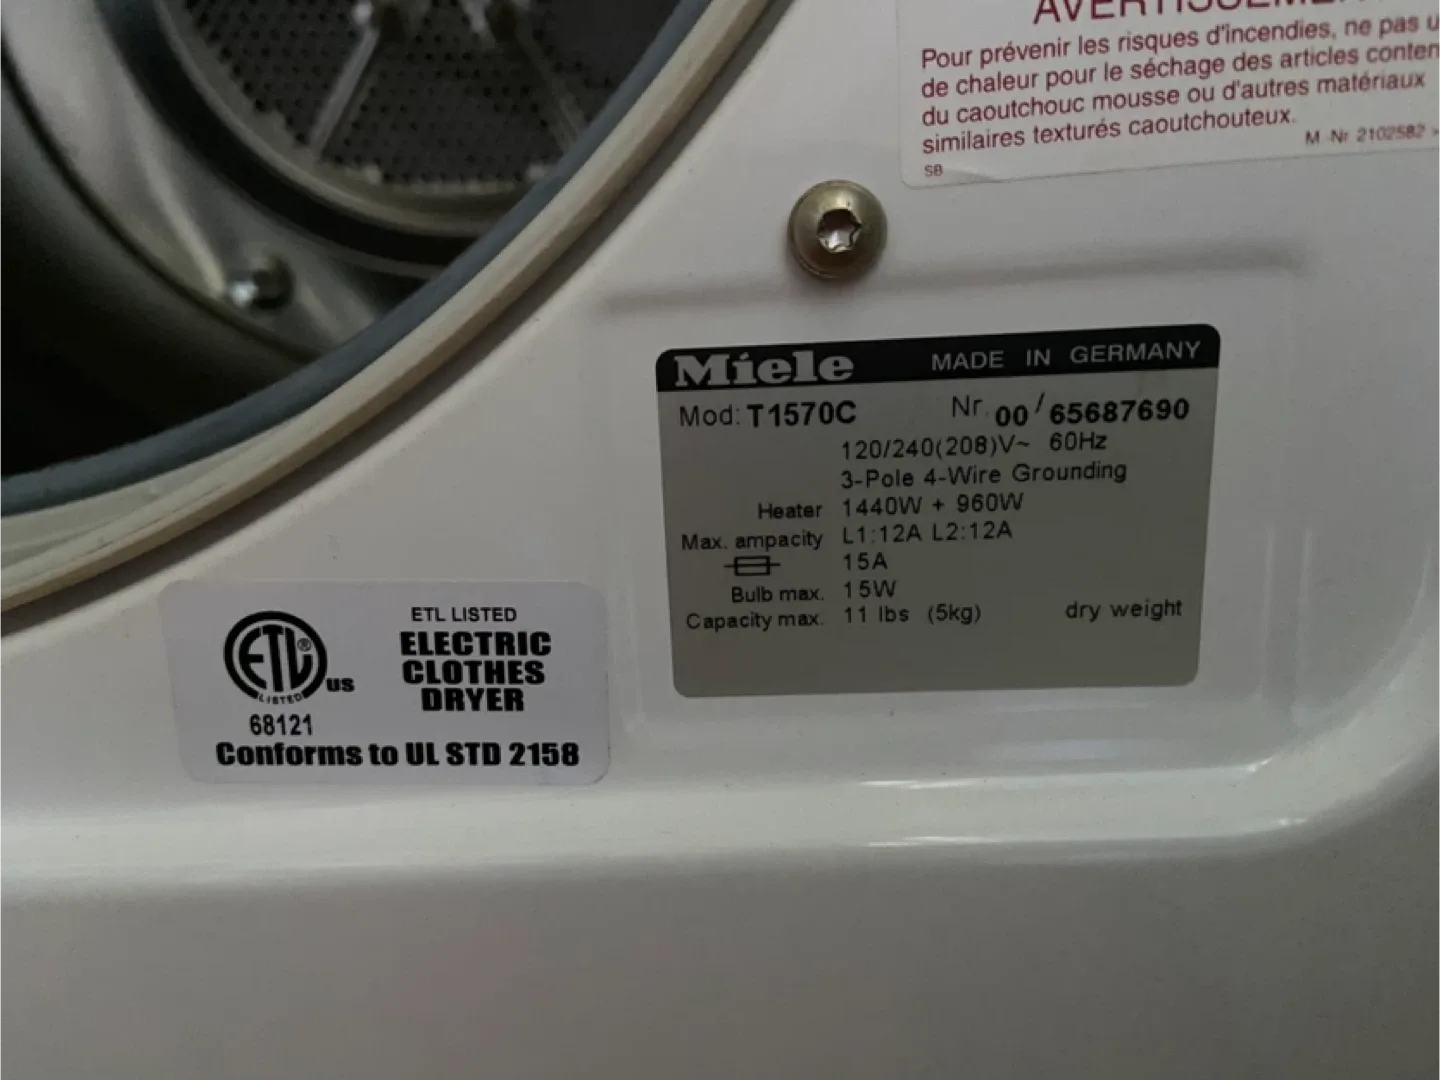 AVERTISSEMENT
Pour prévenir les risques d'incendies, ne pas
de chaleur pour le séchage des articles
du caoutchouc mousse ou d'autres matériaux
similaires texturés caoutchouteux.
M.-Nr. 2102582
SB
Miele MADE IN GERMANY
Mod: T1570C Nr. 00 / 65687690
120/240(208)V~ 60Hz
3-Pole 4-Wire Grounding
Heater 1440W + 960W
Max. ampacity L1:12A L2:12A
15A
Bulb max. 15W
Capacity max. 11 lbs (5kg) dry weight
ETL LISTED
ELECTRIC
CLOTHES
DRYER
ETL ®
LISTED
US
68121
Conforms to UL STD 2158